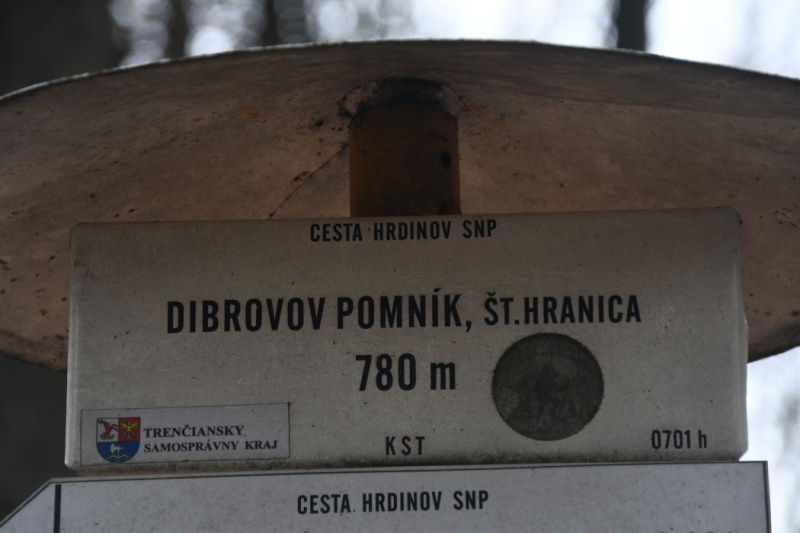 CESTA HRDINOV SNP
DIBROVOV POMNÍK, ŠT.HRANICA
780 m
TRENČIANSKY
SAMOSPRÁVNY KRAJ
KST
0701 h
CESTA HRDINOV SNP